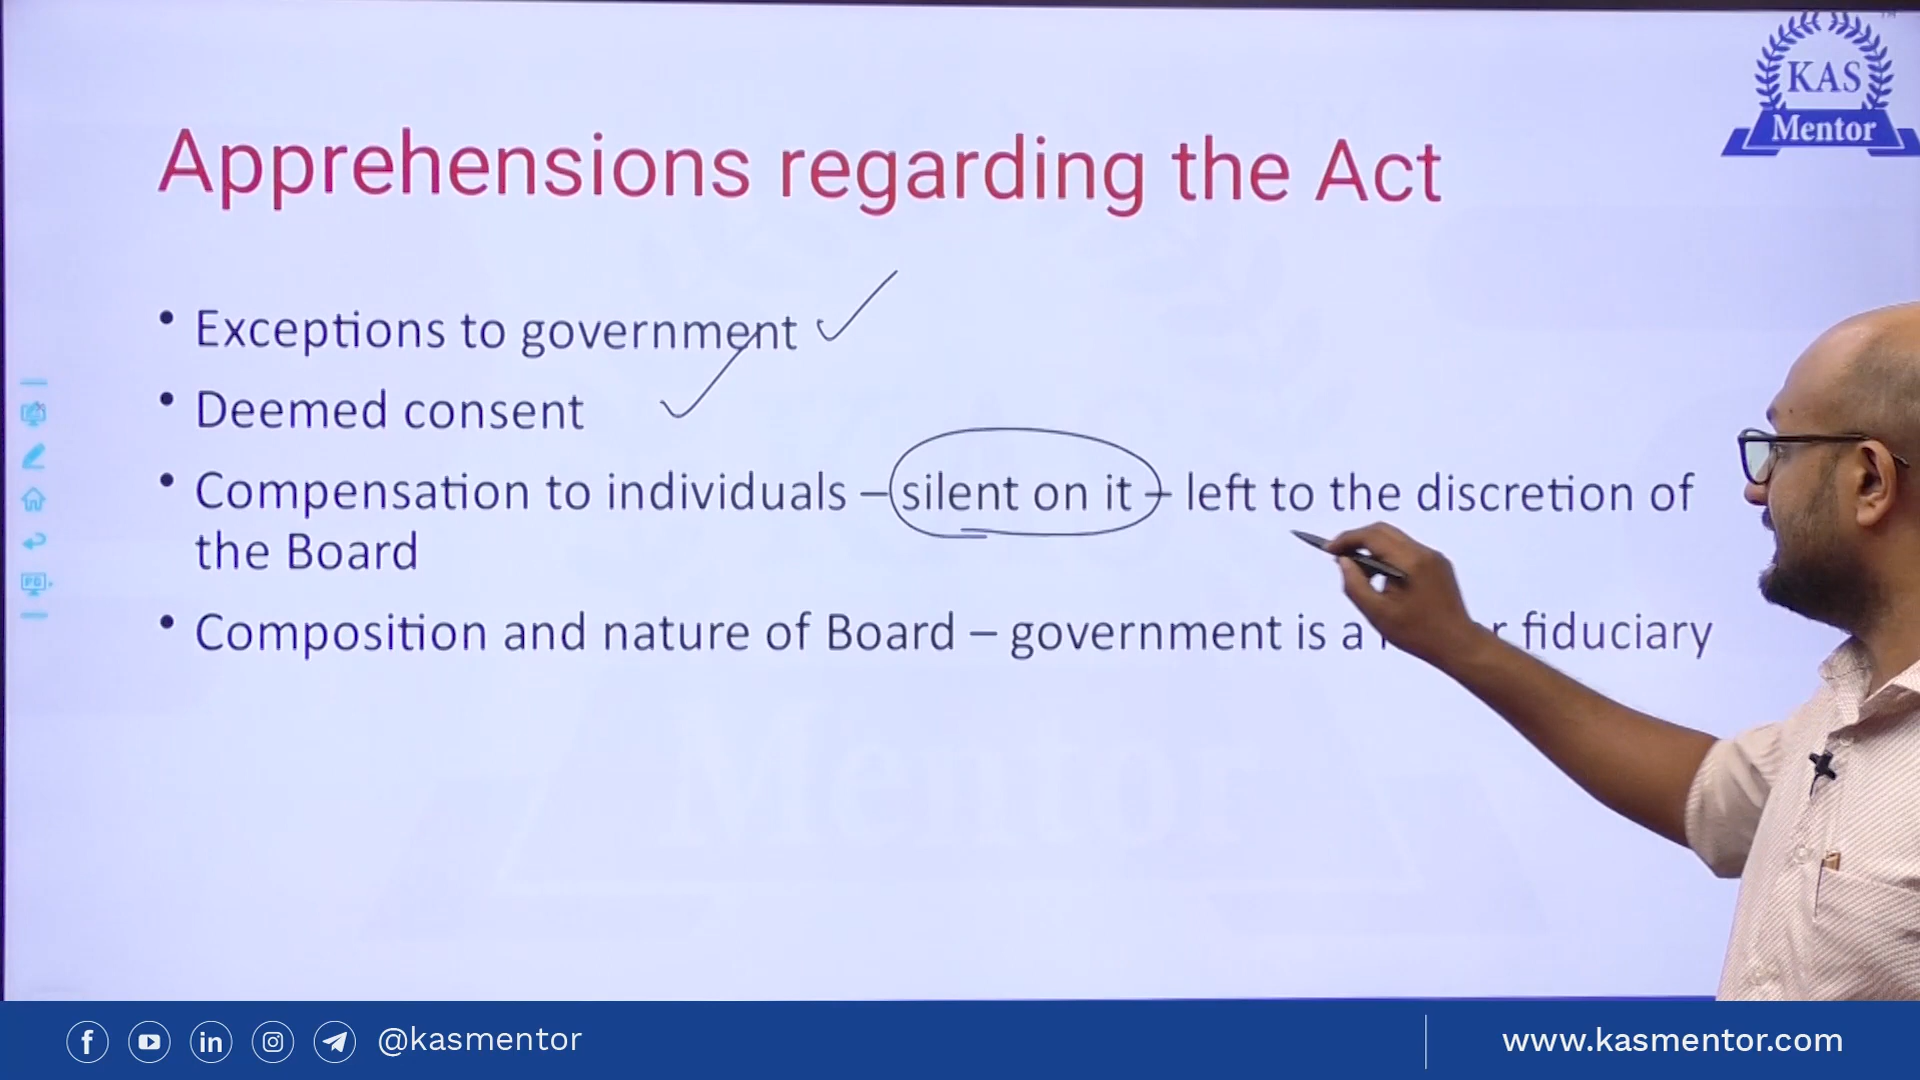 KAS
Mentor
Apprehensions regarding the Act
• Exceptions to government
• Deemed consent
• Compensation to individuals – silent on it – left to the discretion of
the Board
• Composition and nature of Board – government is a fiduciary
Mentor
@kasmentor
www.kasmentor.com